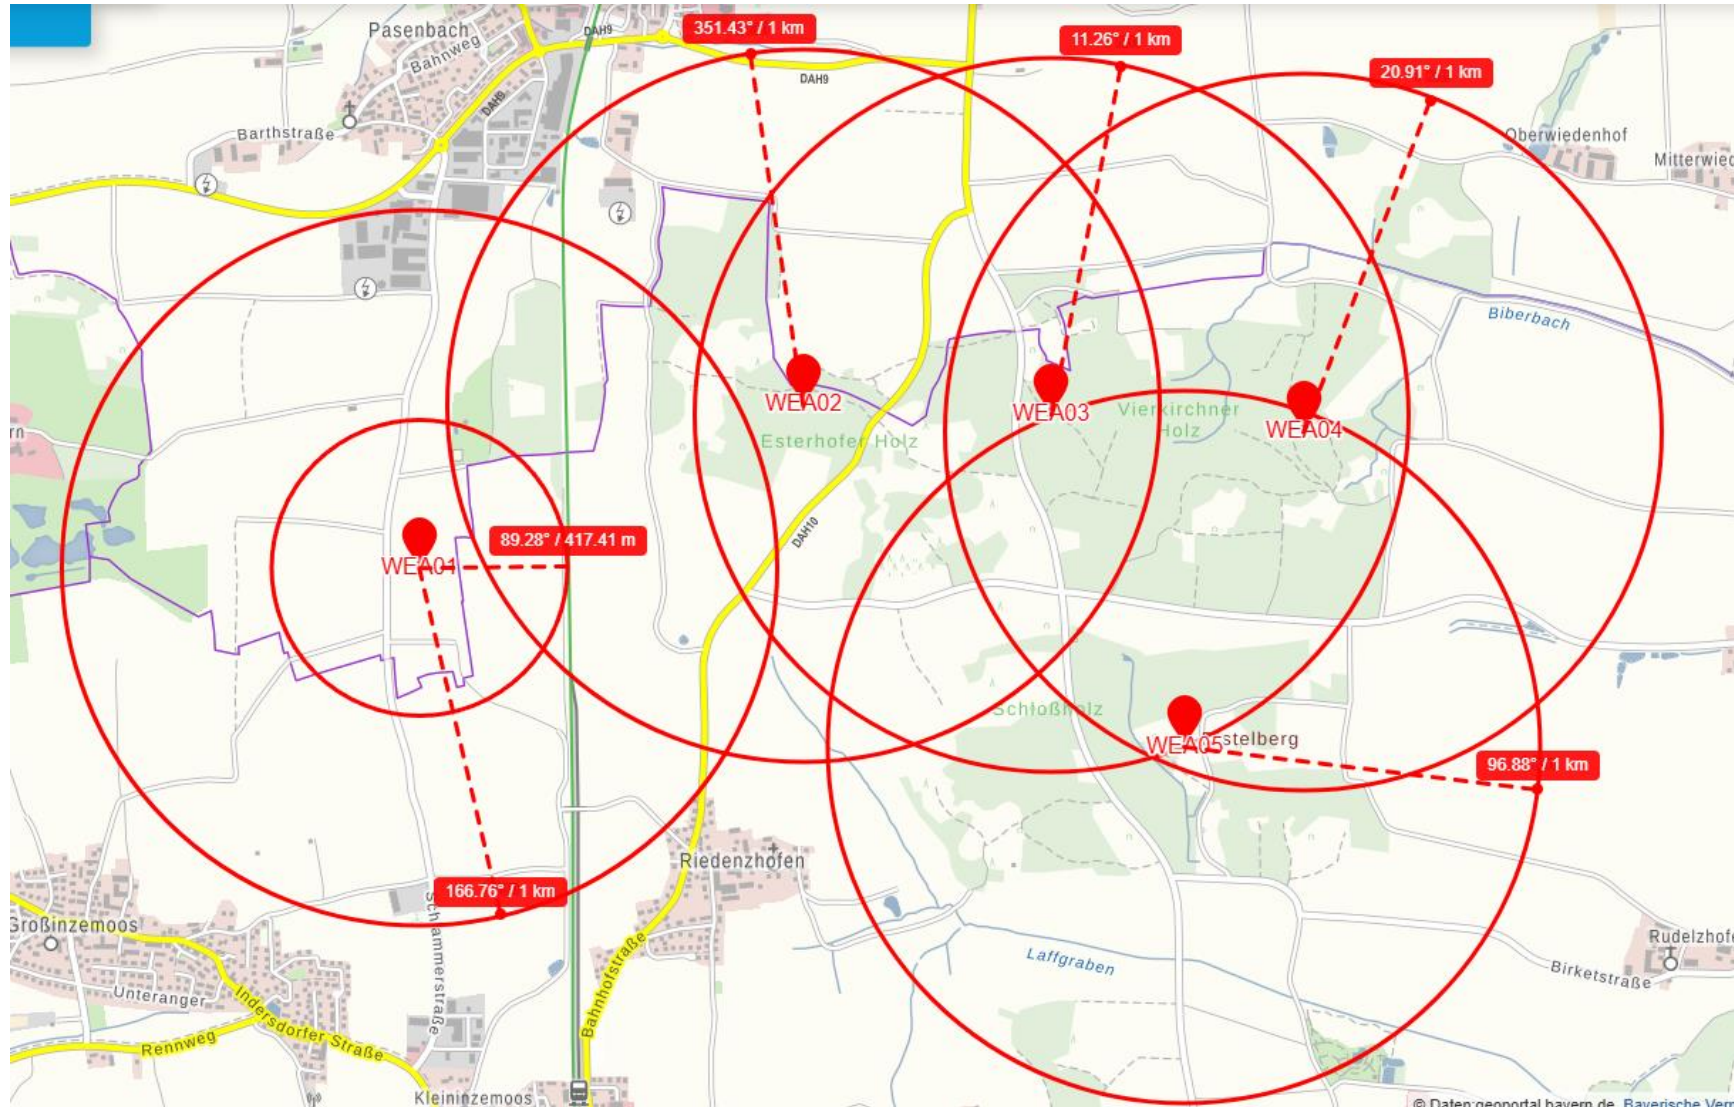 Pasenbach
Bahnweg
DAH9
351.43° / 1 km
11.26° / 1 km
20.91° / 1 km
DAH9
DAH9
Barthstraße
Oberwiedenhof
Mitterwied
Biberbach
WEA02
WEA03
WEA04
Vierkirchner
Holz
Esterhofer Holz
rn
DAH10
89.28° / 417.41 m
WEA01
Schloßholz
WEA05
stelberg
96.88° / 1 km
Riedenzhofen
166.76° / 1 km
Großinzemoos
Schammerstraße
Bahnhofstraße
Rudelzhofe
Laffgraben
Birketstraße
Unteranger
Indersdorfer Straße
Rennweg
Kleininzemoos
© Daten:geoportal.bayern.de, Bayerische Verm